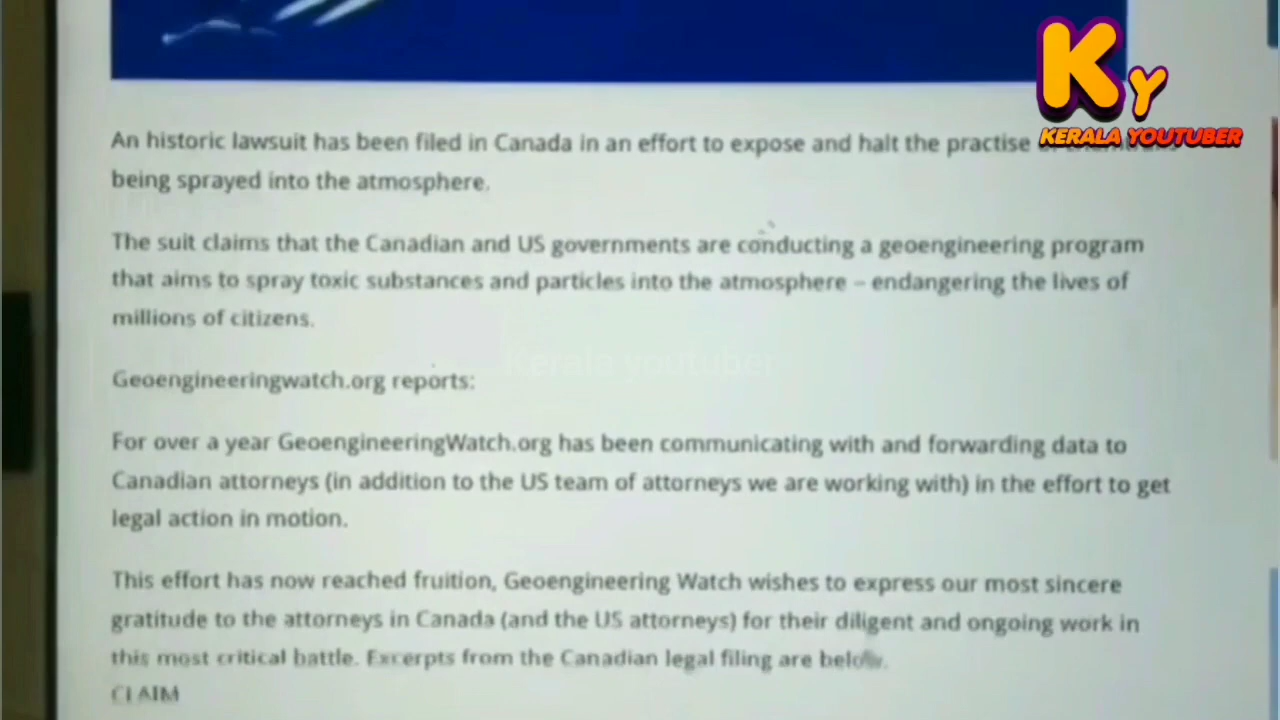 KY
KERALA YOUTUBER
An historic lawsuit has been filed in Canada in an effort to expose and halt the practise
being sprayed into the atmosphere.
The suit claims that the Canadian and US governments are conducting a geoengineering program
that aims to spray toxic substances and particles into the atmosphere – endangering the lives of
millions of citizens.
Kerala youtuber
Geoengineeringwatch.org reports:
For over a year GeoengineeringWatch.org has been communicating with and forwarding data to
Canadian attorneys (in addition to the US team of attorneys we are working with) in the effort to get
legal action in motion.
This effort has now reached fruition, Geoengineering Watch wishes to express our most sincere
gratitude to the attorneys in Canada (and the US attorneys) for their diligent and ongoing work in
this most critical battle. Excerpts from the Canadian legal filing are below.
CLAIM